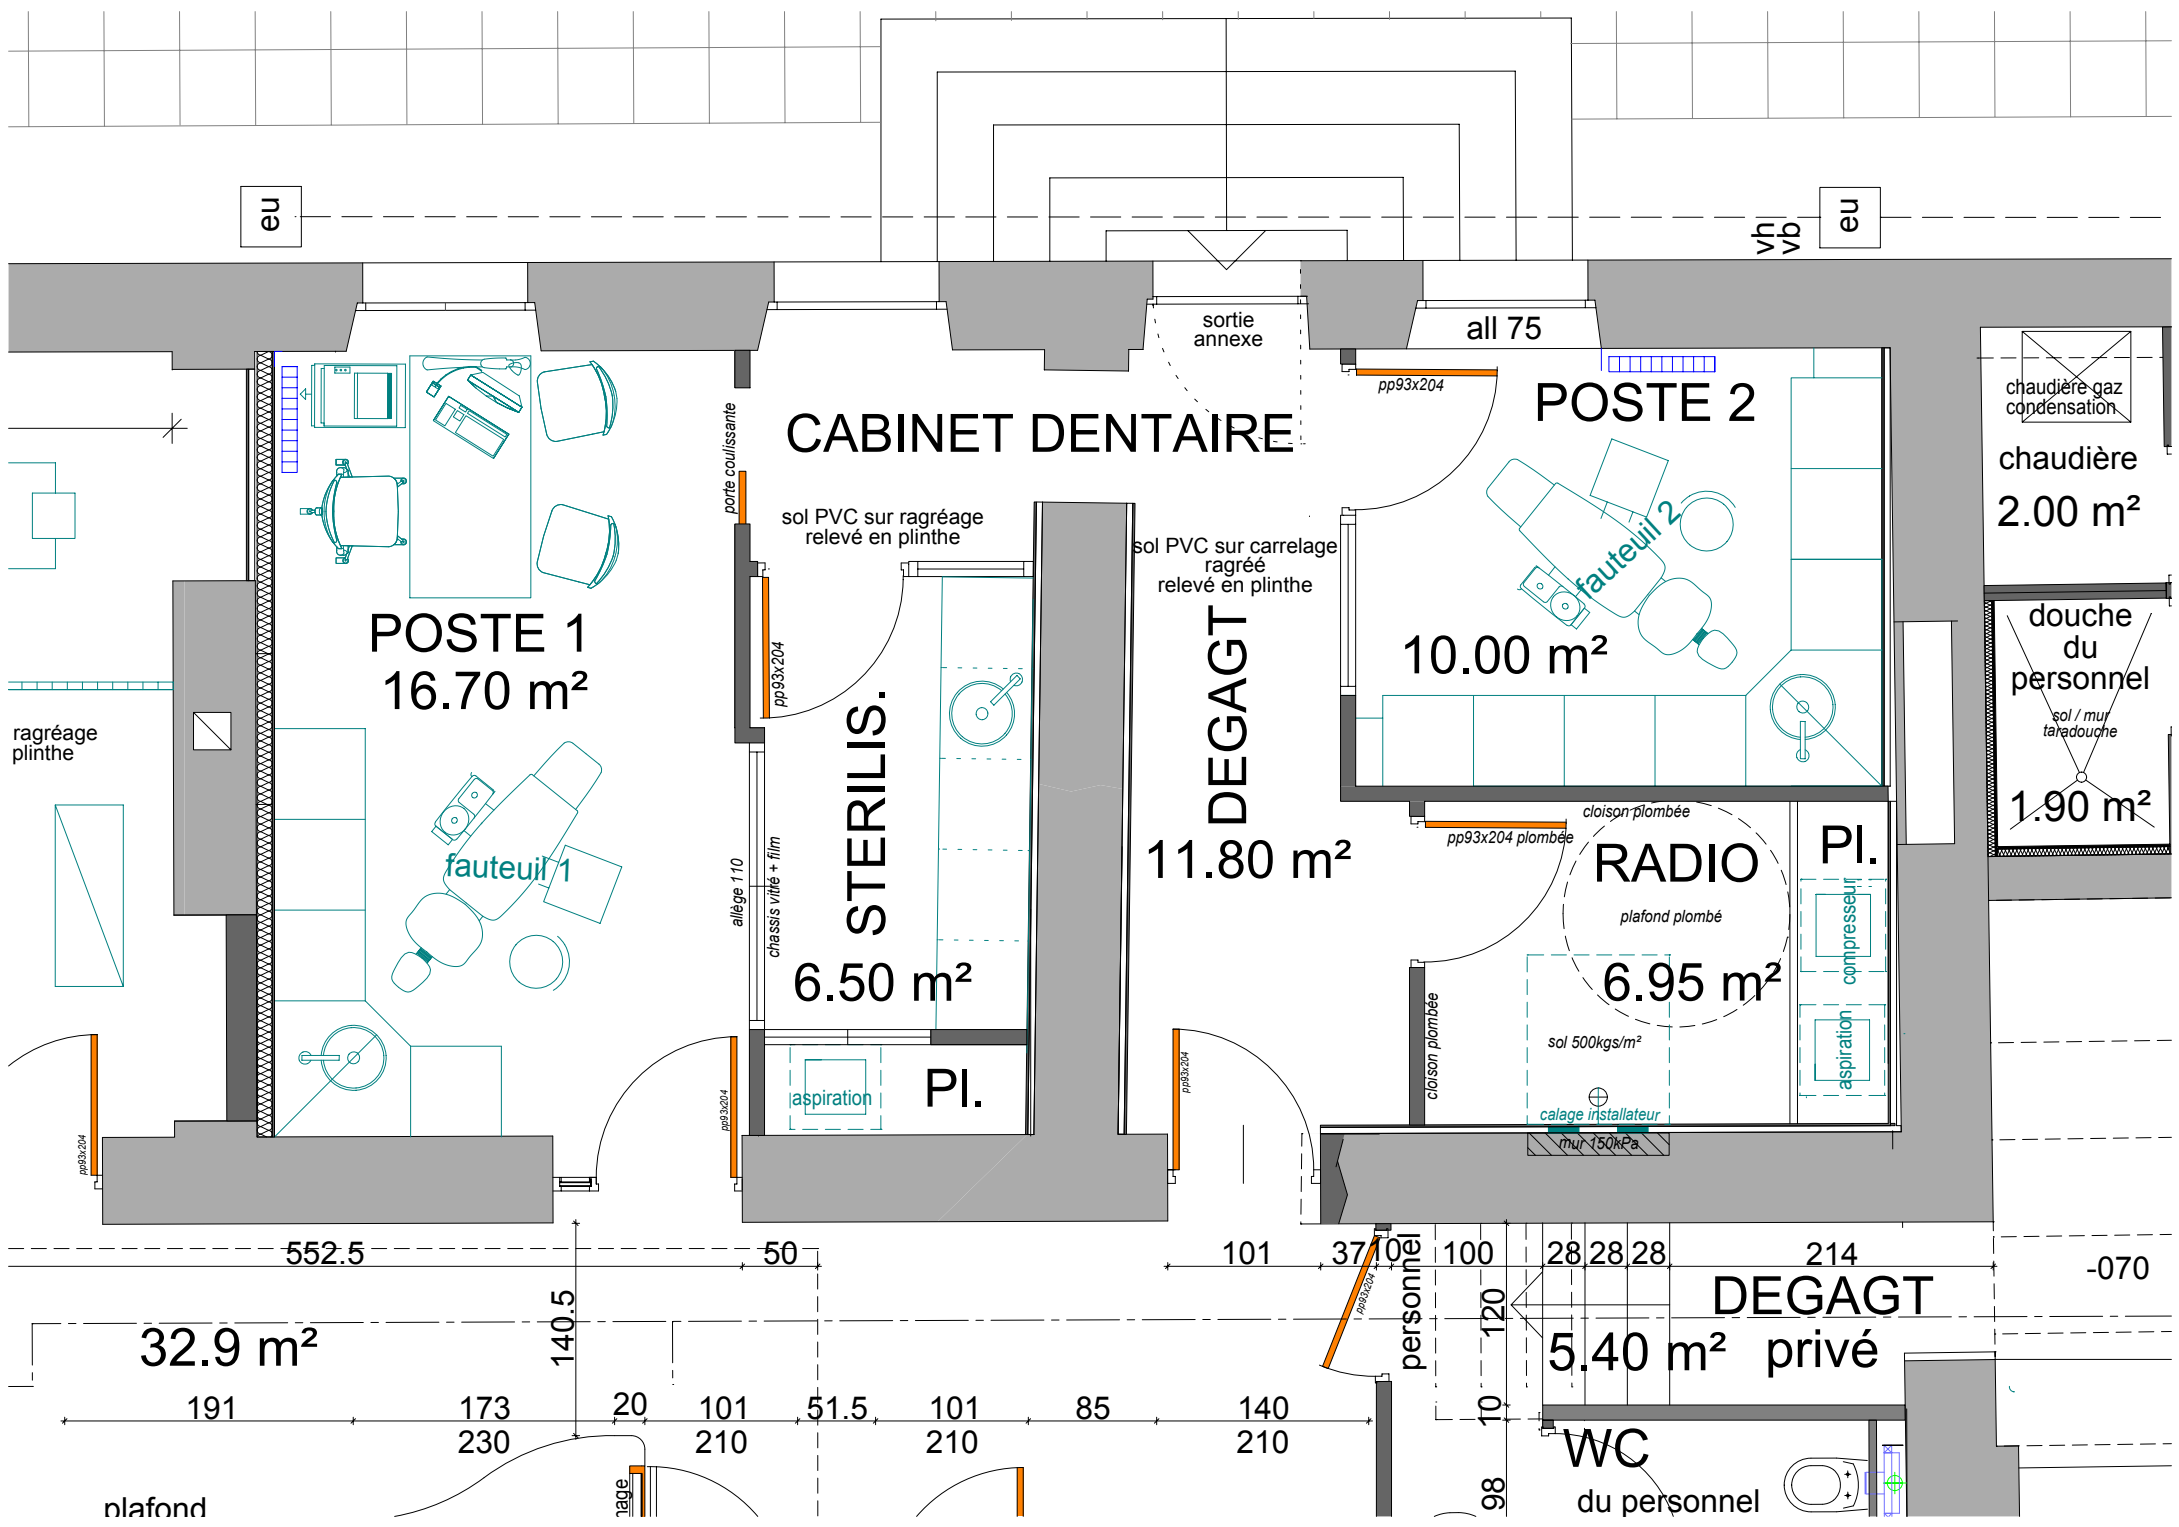 eu
vh
vb
eu
sortie
annexe
all 75
pp93x204
POSTE 2
chaudière gaz
condensation
chaudière
2.00 m²
porte coulissante
CABINET DENTAIRE
sol PVC sur ragréage
relevé en plinthe
sol PVC sur carrelage
ragréé
relevé en plinthe
fauteuil 2
10.00 m²
POSTE 1
16.70 m²
pp93x204
STERILIS.
6.50 m²
DEGAGT
11.80 m²
douche
du
personnel
sol / mur
taradouche
1.90 m²
ragréage
plinthe
fauteuil 1
allège 110
chassis vitré + film
cloison plombée
pp93x204 plombée
RADIO
plafond plombé
6.95 m²
Pl.
compresseur
aspiration
cloison plombée
sol 500kgs/m²
calage installateur
mur 150kPa
aspiration
Pl.
pp93x204
pp93x204
pp93x204
552.5
50
101
37
10
100
28
28
28
214
-070
140.5
pp93x204
personnel
120
DEGAGT
privé
5.40 m²
32.9 m²
191
173
20
101
51.5
101
85
140
10
230
210
210
210
98
WC
du personnel
plafond